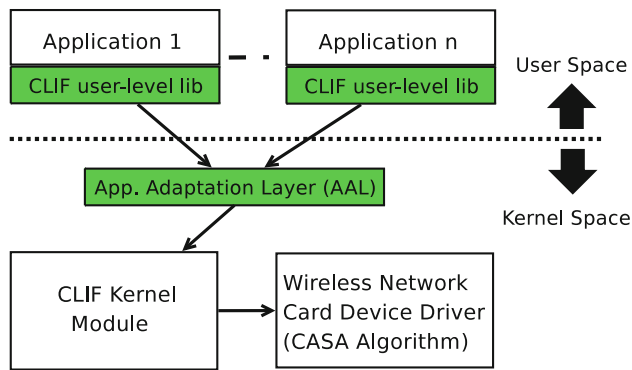 Application 1
Application n
CLIF user-level lib
CLIF user-level lib
User Space
App. Adaptation Layer (AAL)
Kernel Space
CLIF Kernel
Module
Wireless Network
Card Device Driver
(CASA Algorithm)